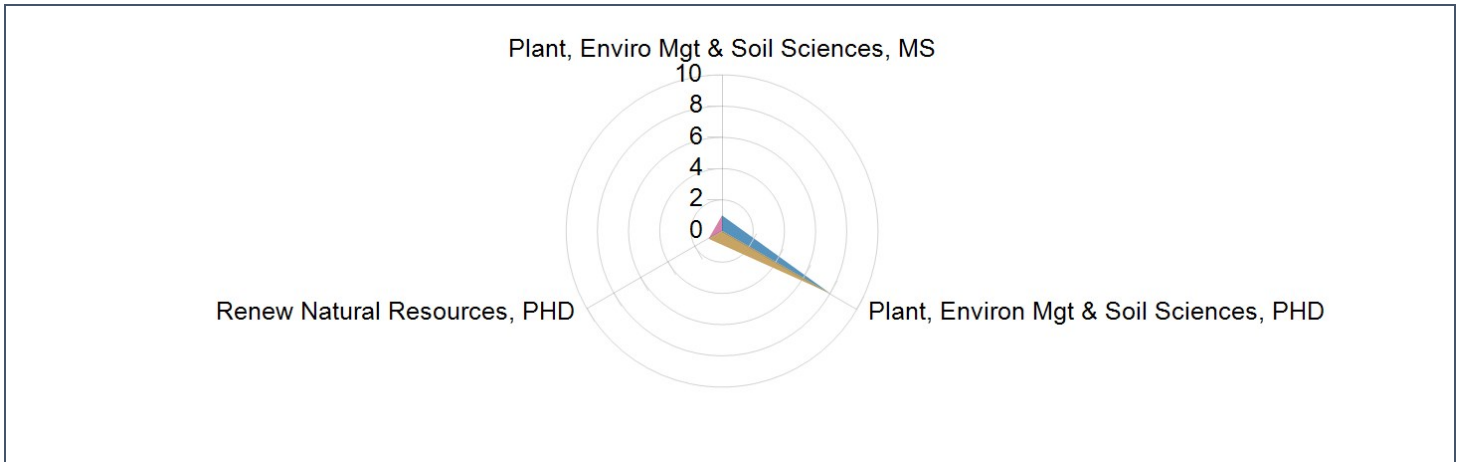 Plant, Enviro Mgt & Soil Sciences, MS
10
8
6
4
2
0
Renew Natural Resources, PHD
Plant, Environ Mgt & Soil Sciences, PHD